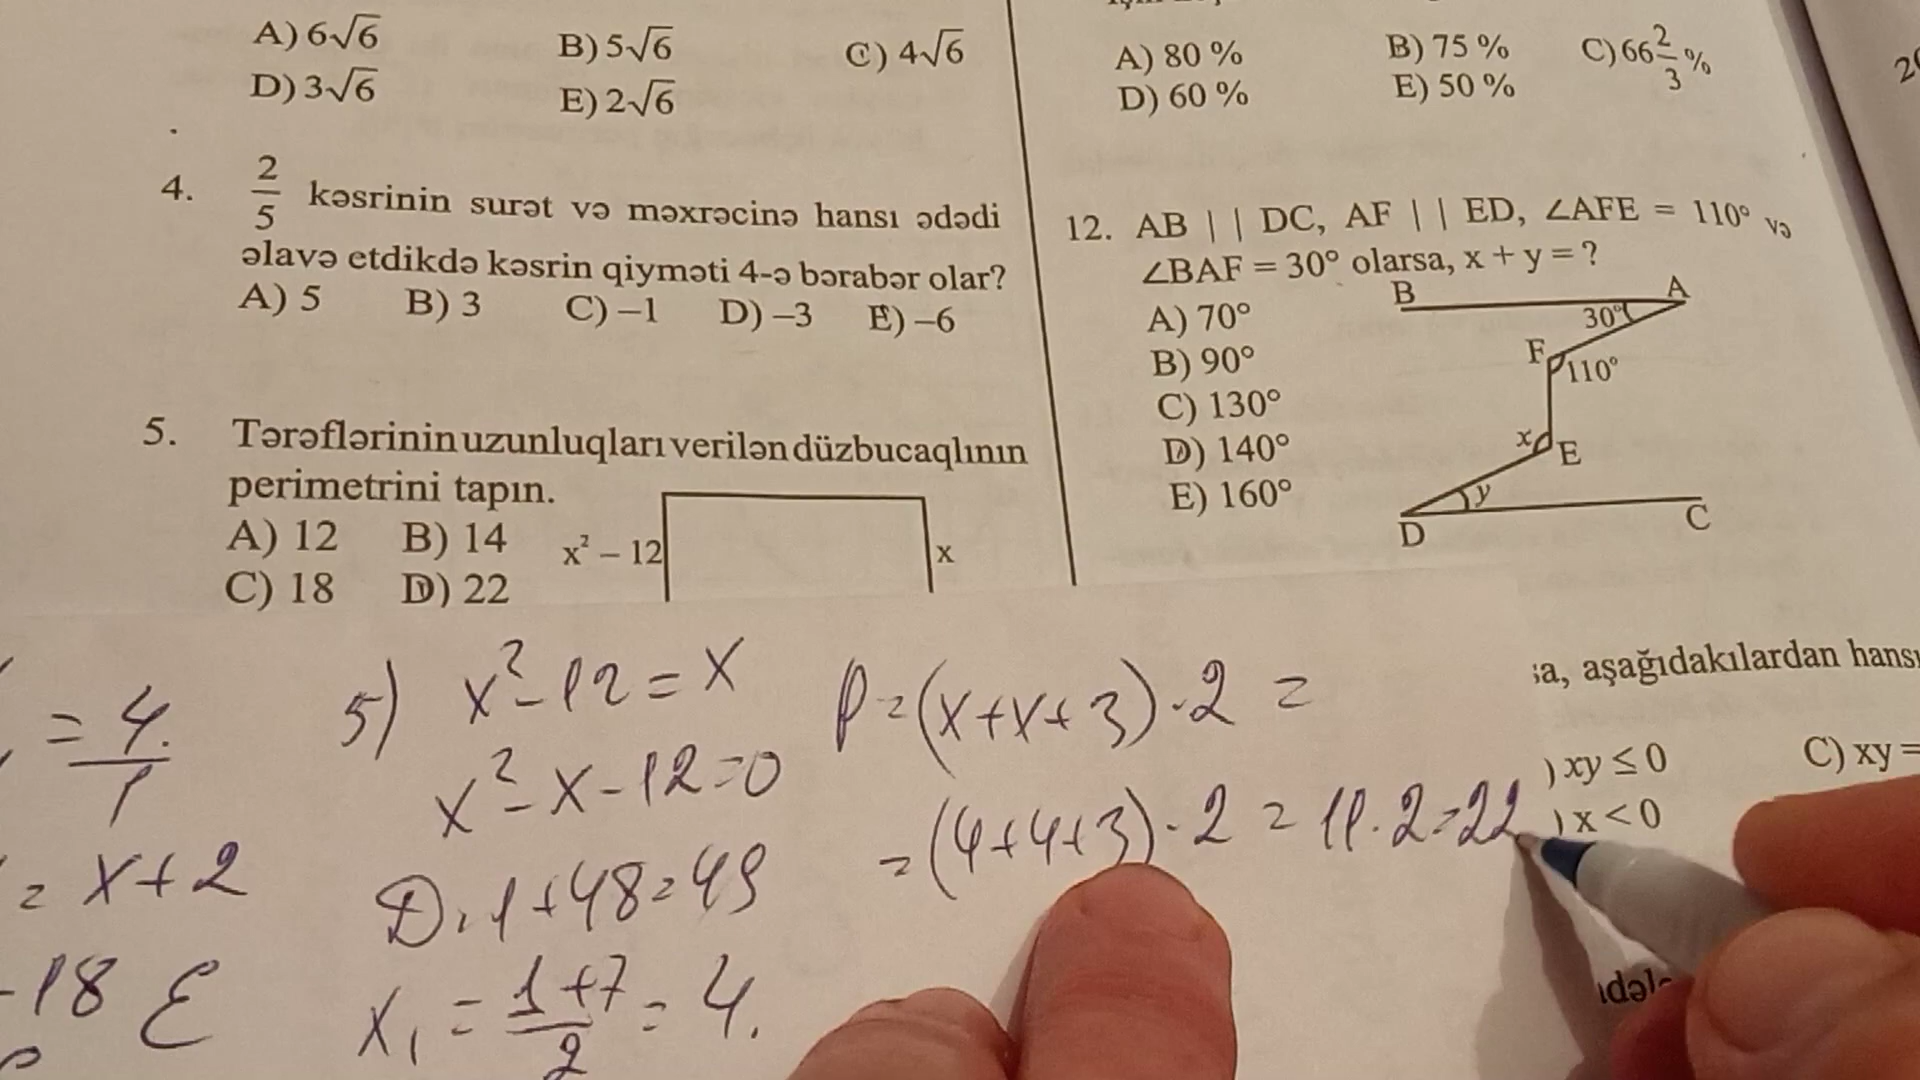 A) 6√6 B) 5√6 C) 4√6
D) 3√6 E) 2√6
4. 2/5 kəsrinin surət və məxrəcinə hansı ədədi
əlavə etdikdə kəsrin qiyməti 4-ə bərabər olar?
A) 5 B) 3 C) –1 D) –3 E) –6
5. Tərəflərinin uzunluqları verilən düzbucaqlının
perimetrini tapın.
A) 12 B) 14
C) 18 D) 22
x² – 12
x
A) 80 % B) 75 % C) 66 2/3 %
D) 60 % E) 50 %
12. AB || DC, AF || ED, ∠AFE = 110° və
∠BAF = 30° olarsa, x + y = ?
A) 70°
B) 90°
C) 130°
D) 140°
E) 160°
B A
30°
F 110°
x E
y
D C
a, aşağıdakılardan hansı
) xy ≤ 0 C) xy =
) x < 0
= 4/1
= x+2
-18 E
5) x²-12=x
x²-x-12=0
D=1+48=49
x₁ = (1+7)/2 = 4.
P=(x+x+3)·2 =
=(4+4+3)·2 = 11·2=22